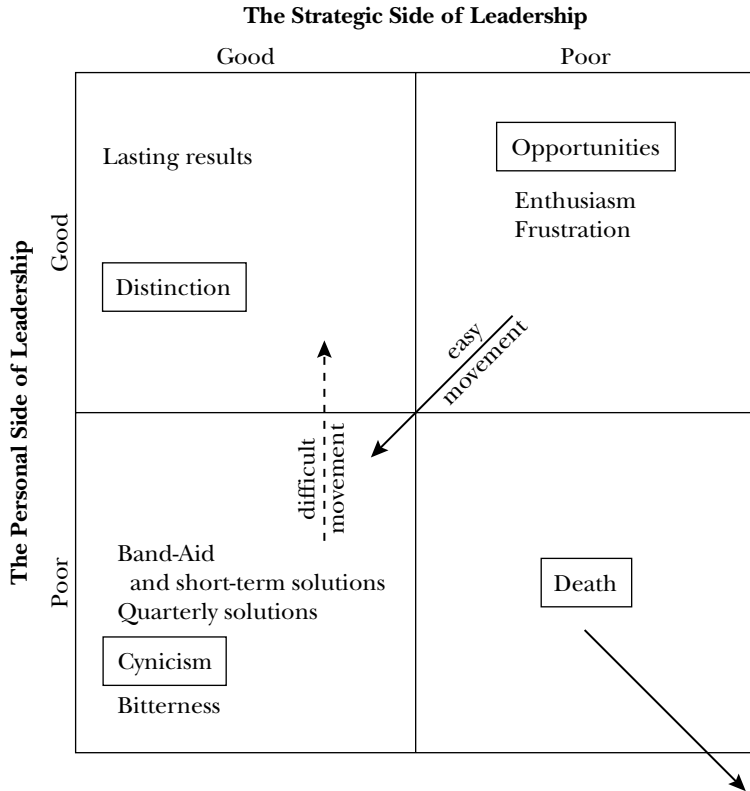 The Strategic Side of Leadership
Good
Poor
The Personal Side of Leadership
Good
Lasting results
Distinction
Opportunities
Enthusiasm
Frustration
easy
movement
difficult
movement
Poor
Band-Aid
and short-term solutions
Quarterly solutions
Cynicism
Bitterness
Death